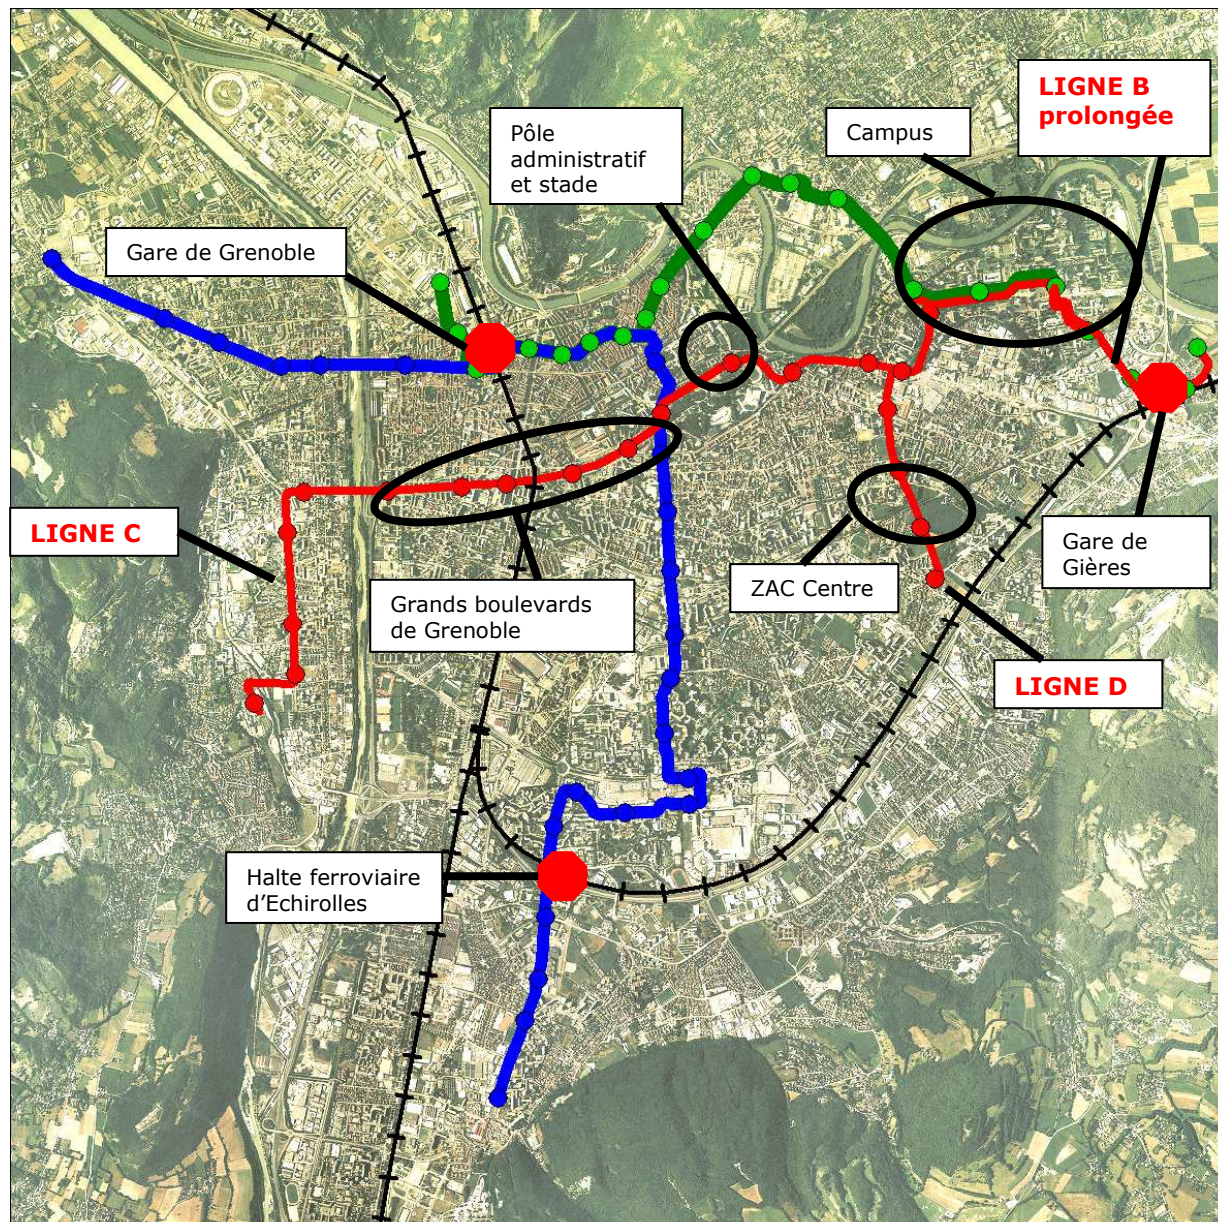 LIGNE B
prolongée
Pôle
administratif
et stade
Campus
Gare de Grenoble
LIGNE C
Gare de
Gières
ZAC Centre
Grands boulevards
de Grenoble
LIGNE D
Halte ferroviaire
d'Echirolles